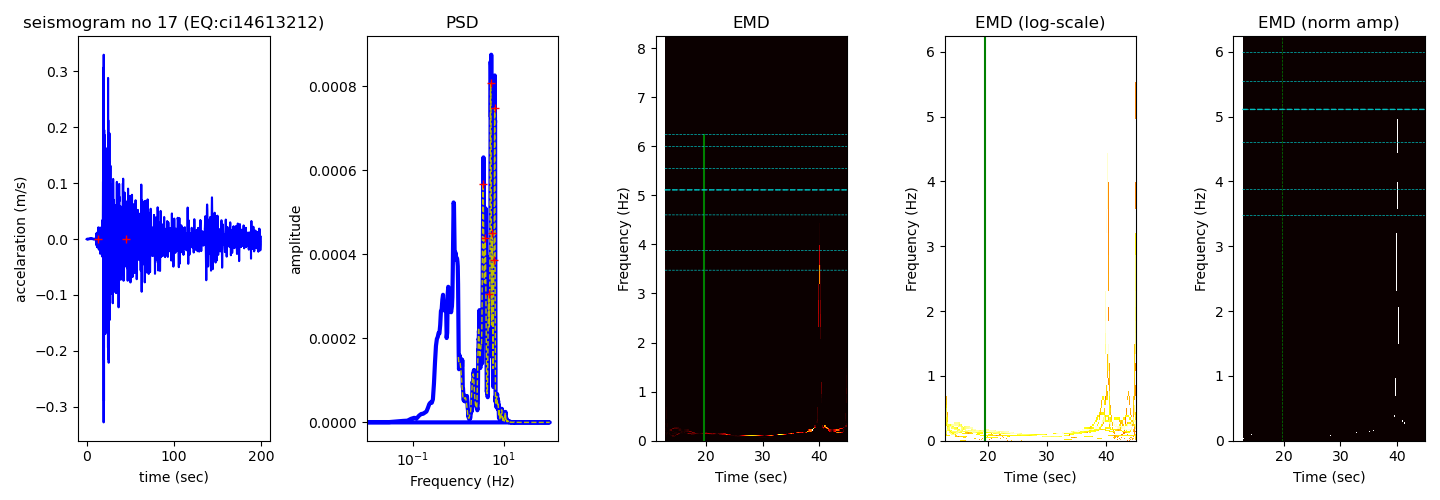 seismogram no 17 (EQ:ci14613212)
accelaration (m/s)
0.3
0.2
0.1
0.0
−0.1
−0.2
−0.3
0 100 200
time (sec)
PSD
amplitude
0.0008
0.0006
0.0004
0.0002
0.0000
10⁻¹ 10¹
Frequency (Hz)
EMD
Frequency (Hz)
8
7
6
5
4
3
2
1
0
20 30 40
Time (sec)
EMD (log-scale)
Frequency (Hz)
6
5
4
3
2
1
0
20 30 40
Time (sec)
EMD (norm amp)
Frequency (Hz)
6
5
4
3
2
1
0
20 30 40
Time (sec)